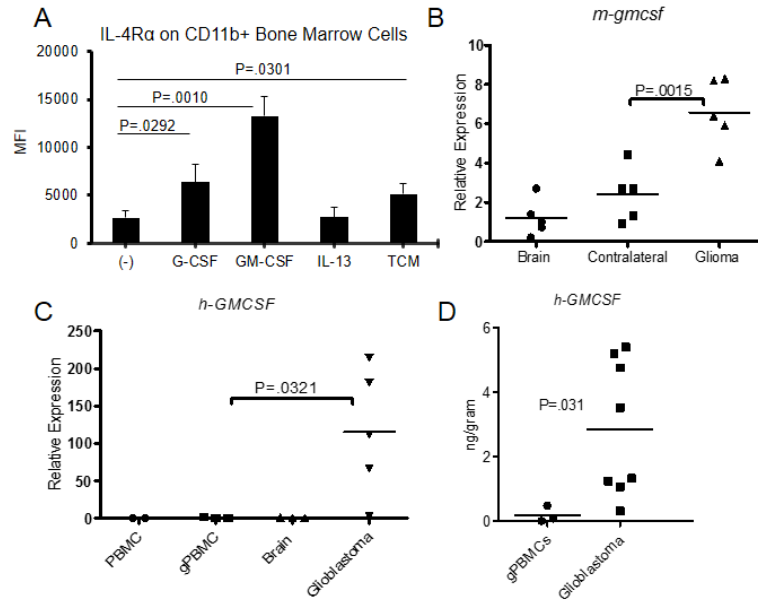 A
IL-4Rα on CD11b+ Bone Marrow Cells
20000
15000
10000
5000
0
MFI
P=.0301
P=.0010
P=.0292
(-) G-CSF GM-CSF IL-13 TCM
B
m-gmcsf
10
8
6
4
2
0
Relative Expression
P=.0015
Brain Contralateral Glioma
C
h-GMCSF
250
200
150
100
50
0
Relative Expression
P=.0321
PBMC gPBMC Brain Glioblastoma
D
h-GMCSF
6
4
2
0
ng/gram
P=.031
gPBMCs Glioblastoma